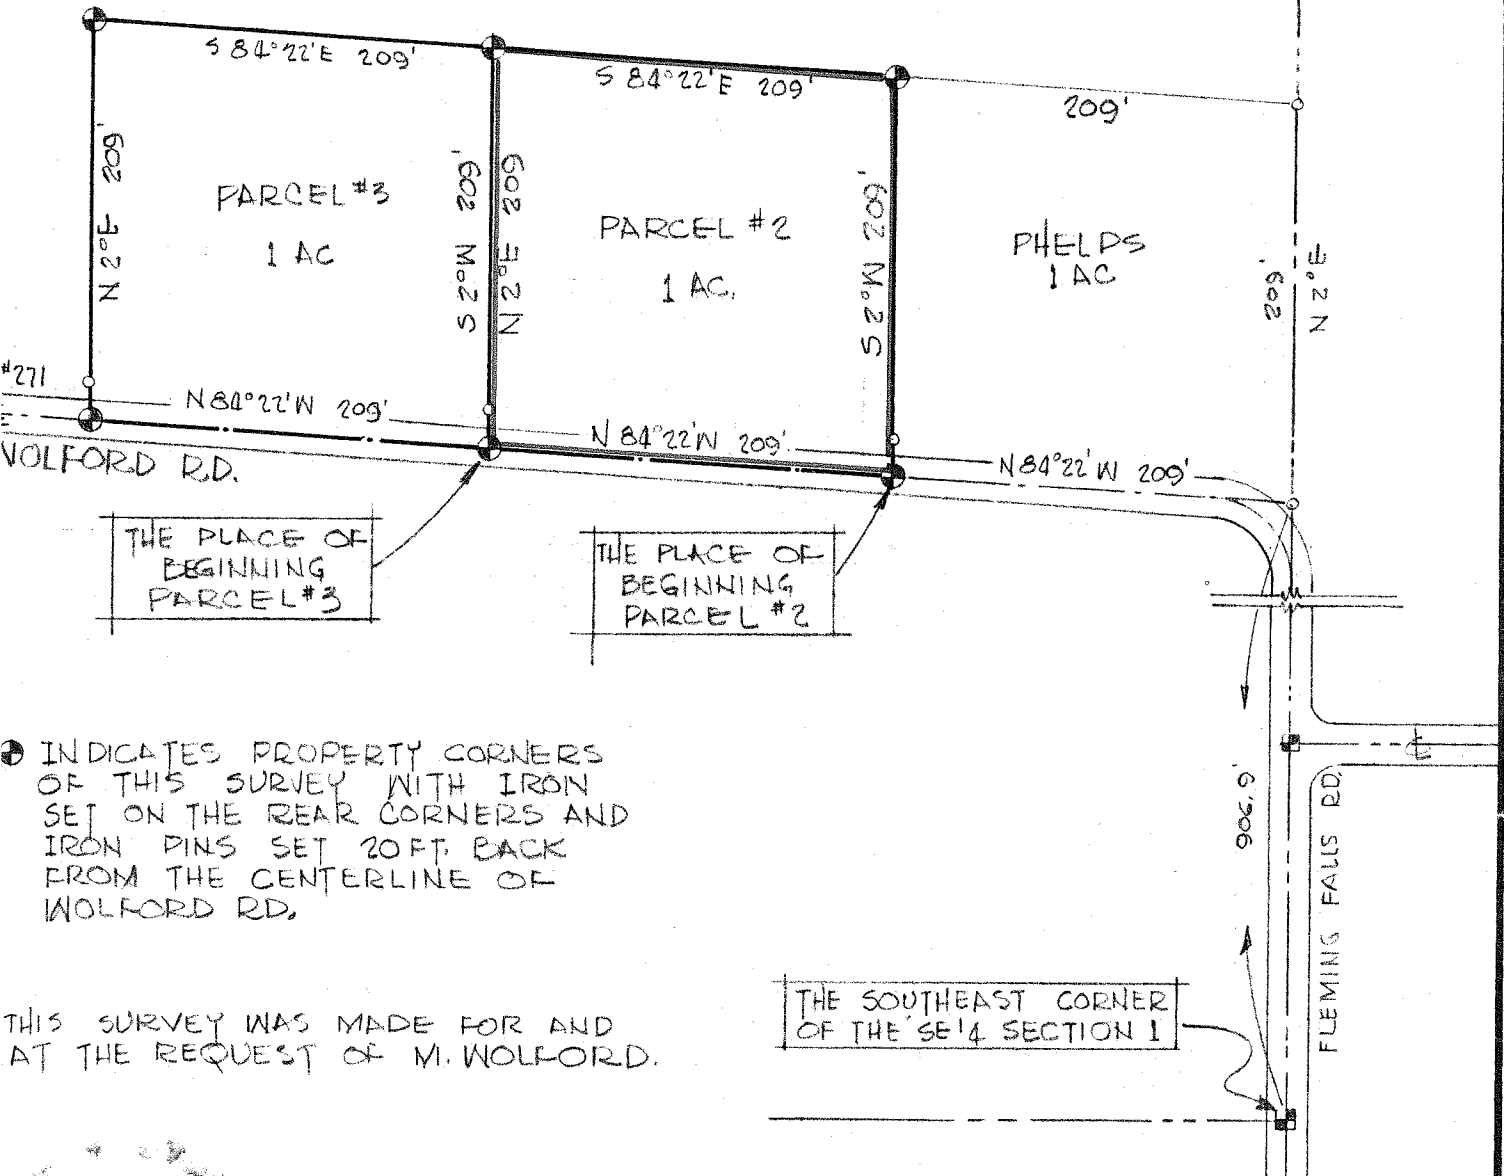 S 84°22'E 209'
S 84°22'E 209'
209'
N 2°E 209'
PARCEL #3
1 AC
S 2°W 209'
N 2°E 209
PARCEL #2
1 AC.
S 2°W 209'
PHELPS
1 AC
209'
N 2°E
#271
N 84°22'W 209'
N 84°22'W 209'
N 84°22'W 209'
WOLFORD RD.
THE PLACE OF
BEGINNING
PARCEL #3
THE PLACE OF
BEGINNING
PARCEL #2
INDICATES PROPERTY CORNERS
OF THIS SURVEY WITH IRON
SET ON THE REAR CORNERS AND
IRON PINS SET 20 FT. BACK
FROM THE CENTERLINE OF
WOLFORD RD.
906.9'
FLEMING FALLS RD.
THIS SURVEY WAS MADE FOR AND
AT THE REQUEST OF M. WOLFORD.
THE SOUTHEAST CORNER
OF THE SE 1/4 SECTION 1